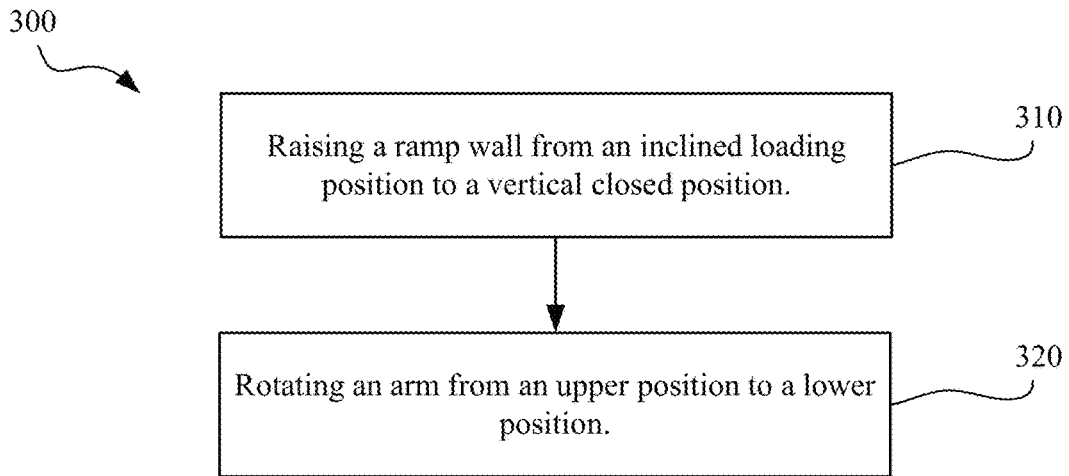 300
310
Raising a ramp wall from an inclined loading
position to a vertical closed position.
320
Rotating an arm from an upper position to a lower
position.